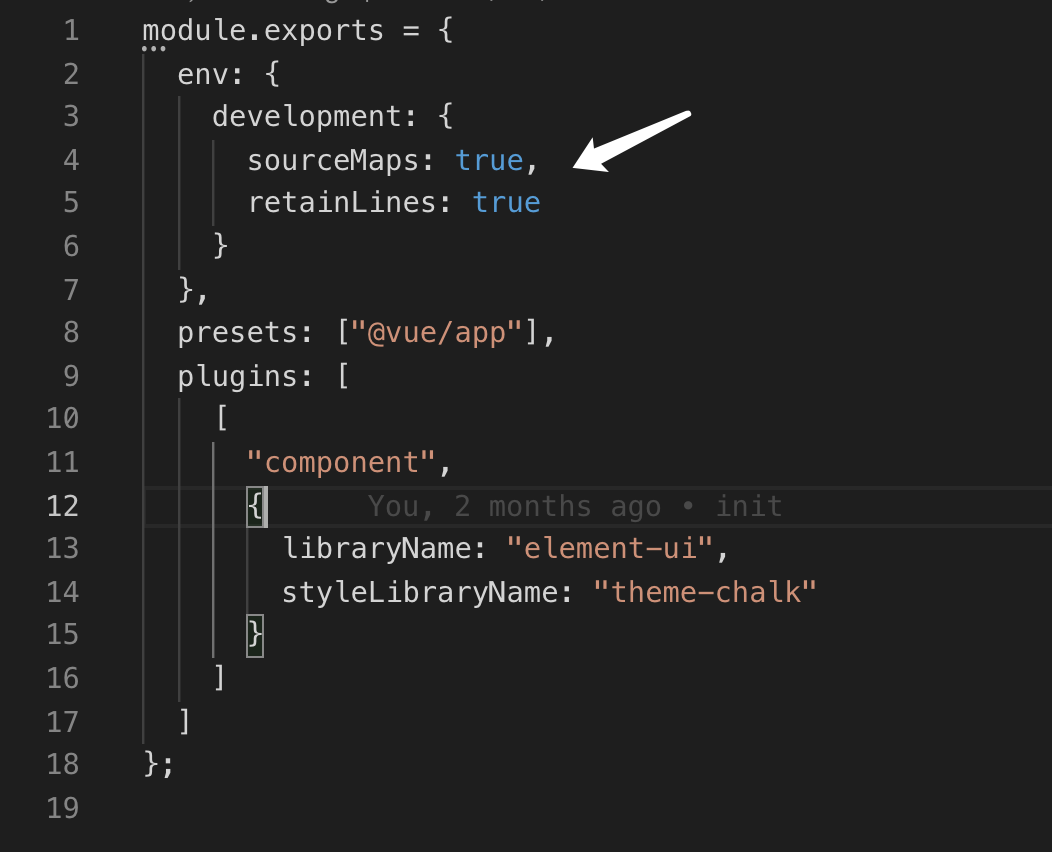 1 module.exports = {
2 env: {
3 development: {
4 sourceMaps: true,
5 retainLines: true
6 }
7 },
8 presets: ["@vue/app"],
9 plugins: [
10 [
11 "component",
12 { You, 2 months ago • init
13 libraryName: "element-ui",
14 styleLibraryName: "theme-chalk"
15 }
16 ]
17 ]
18 };
19